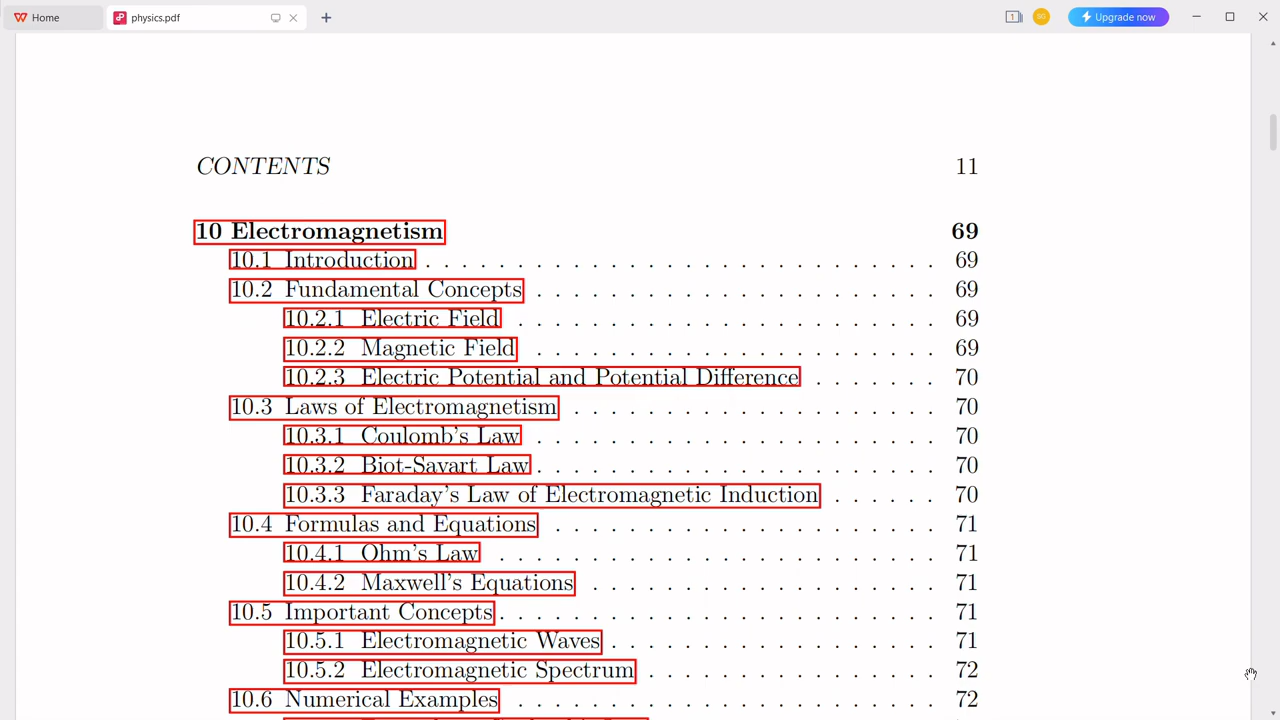 Home
physics.pdf
1
SG
Upgrade now
CONTENTS 11
10 Electromagnetism 69
10.1 Introduction . . . . . . . . . . . . . . . . . . . . . . . . . . . . 69
10.2 Fundamental Concepts . . . . . . . . . . . . . . . . . . . . . . 69
10.2.1 Electric Field . . . . . . . . . . . . . . . . . . . . . . . 69
10.2.2 Magnetic Field . . . . . . . . . . . . . . . . . . . . . . 69
10.2.3 Electric Potential and Potential Difference . . . . . . . 70
10.3 Laws of Electromagnetism . . . . . . . . . . . . . . . . . . . . 70
10.3.1 Coulomb's Law . . . . . . . . . . . . . . . . . . . . . . 70
10.3.2 Biot-Savart Law . . . . . . . . . . . . . . . . . . . . . . 70
10.3.3 Faraday's Law of Electromagnetic Induction . . . . . . 70
10.4 Formulas and Equations . . . . . . . . . . . . . . . . . . . . . 71
10.4.1 Ohm's Law . . . . . . . . . . . . . . . . . . . . . . . . 71
10.4.2 Maxwell's Equations . . . . . . . . . . . . . . . . . . . 71
10.5 Important Concepts . . . . . . . . . . . . . . . . . . . . . . . . 71
10.5.1 Electromagnetic Waves . . . . . . . . . . . . . . . . . . 71
10.5.2 Electromagnetic Spectrum . . . . . . . . . . . . . . . . 72
10.6 Numerical Examples . . . . . . . . . . . . . . . . . . . . . . . 72